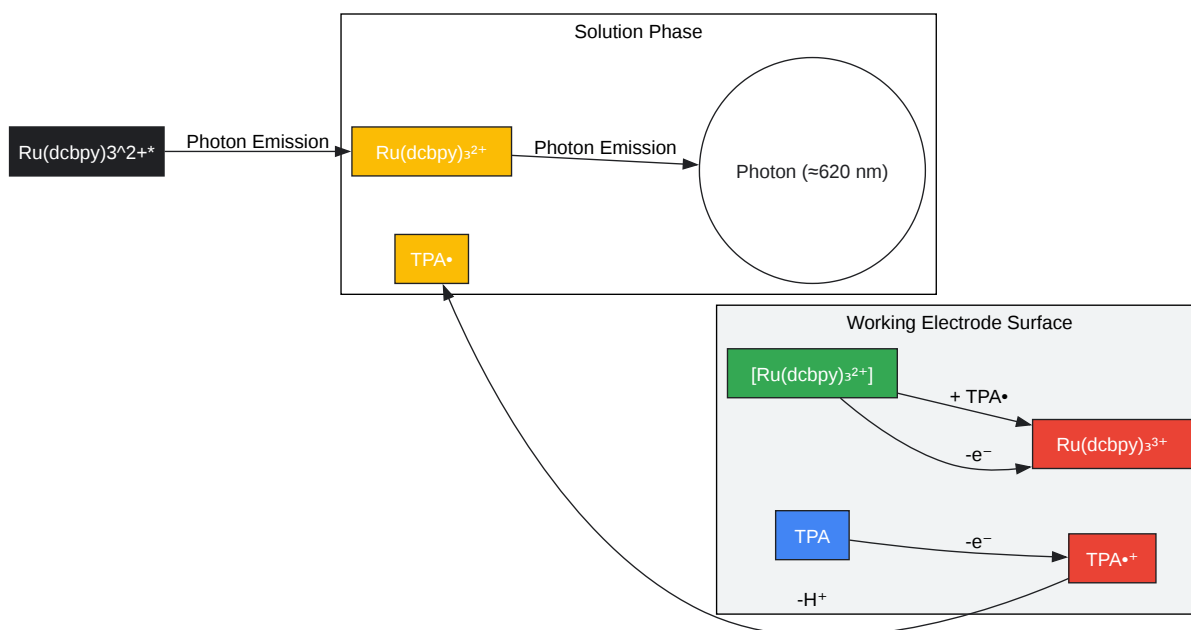 Solution Phase
Ru(dcbpy)3^2+*
Photon Emission
Ru(dcbpy)₃²⁺
Photon Emission
Photon (≈620 nm)
TPA•
Working Electrode Surface
[Ru(dcbpy)₃²⁺]
+ TPA•
-e⁻
Ru(dcbpy)₃³⁺
TPA
-e⁻
TPA•⁺
-H⁺